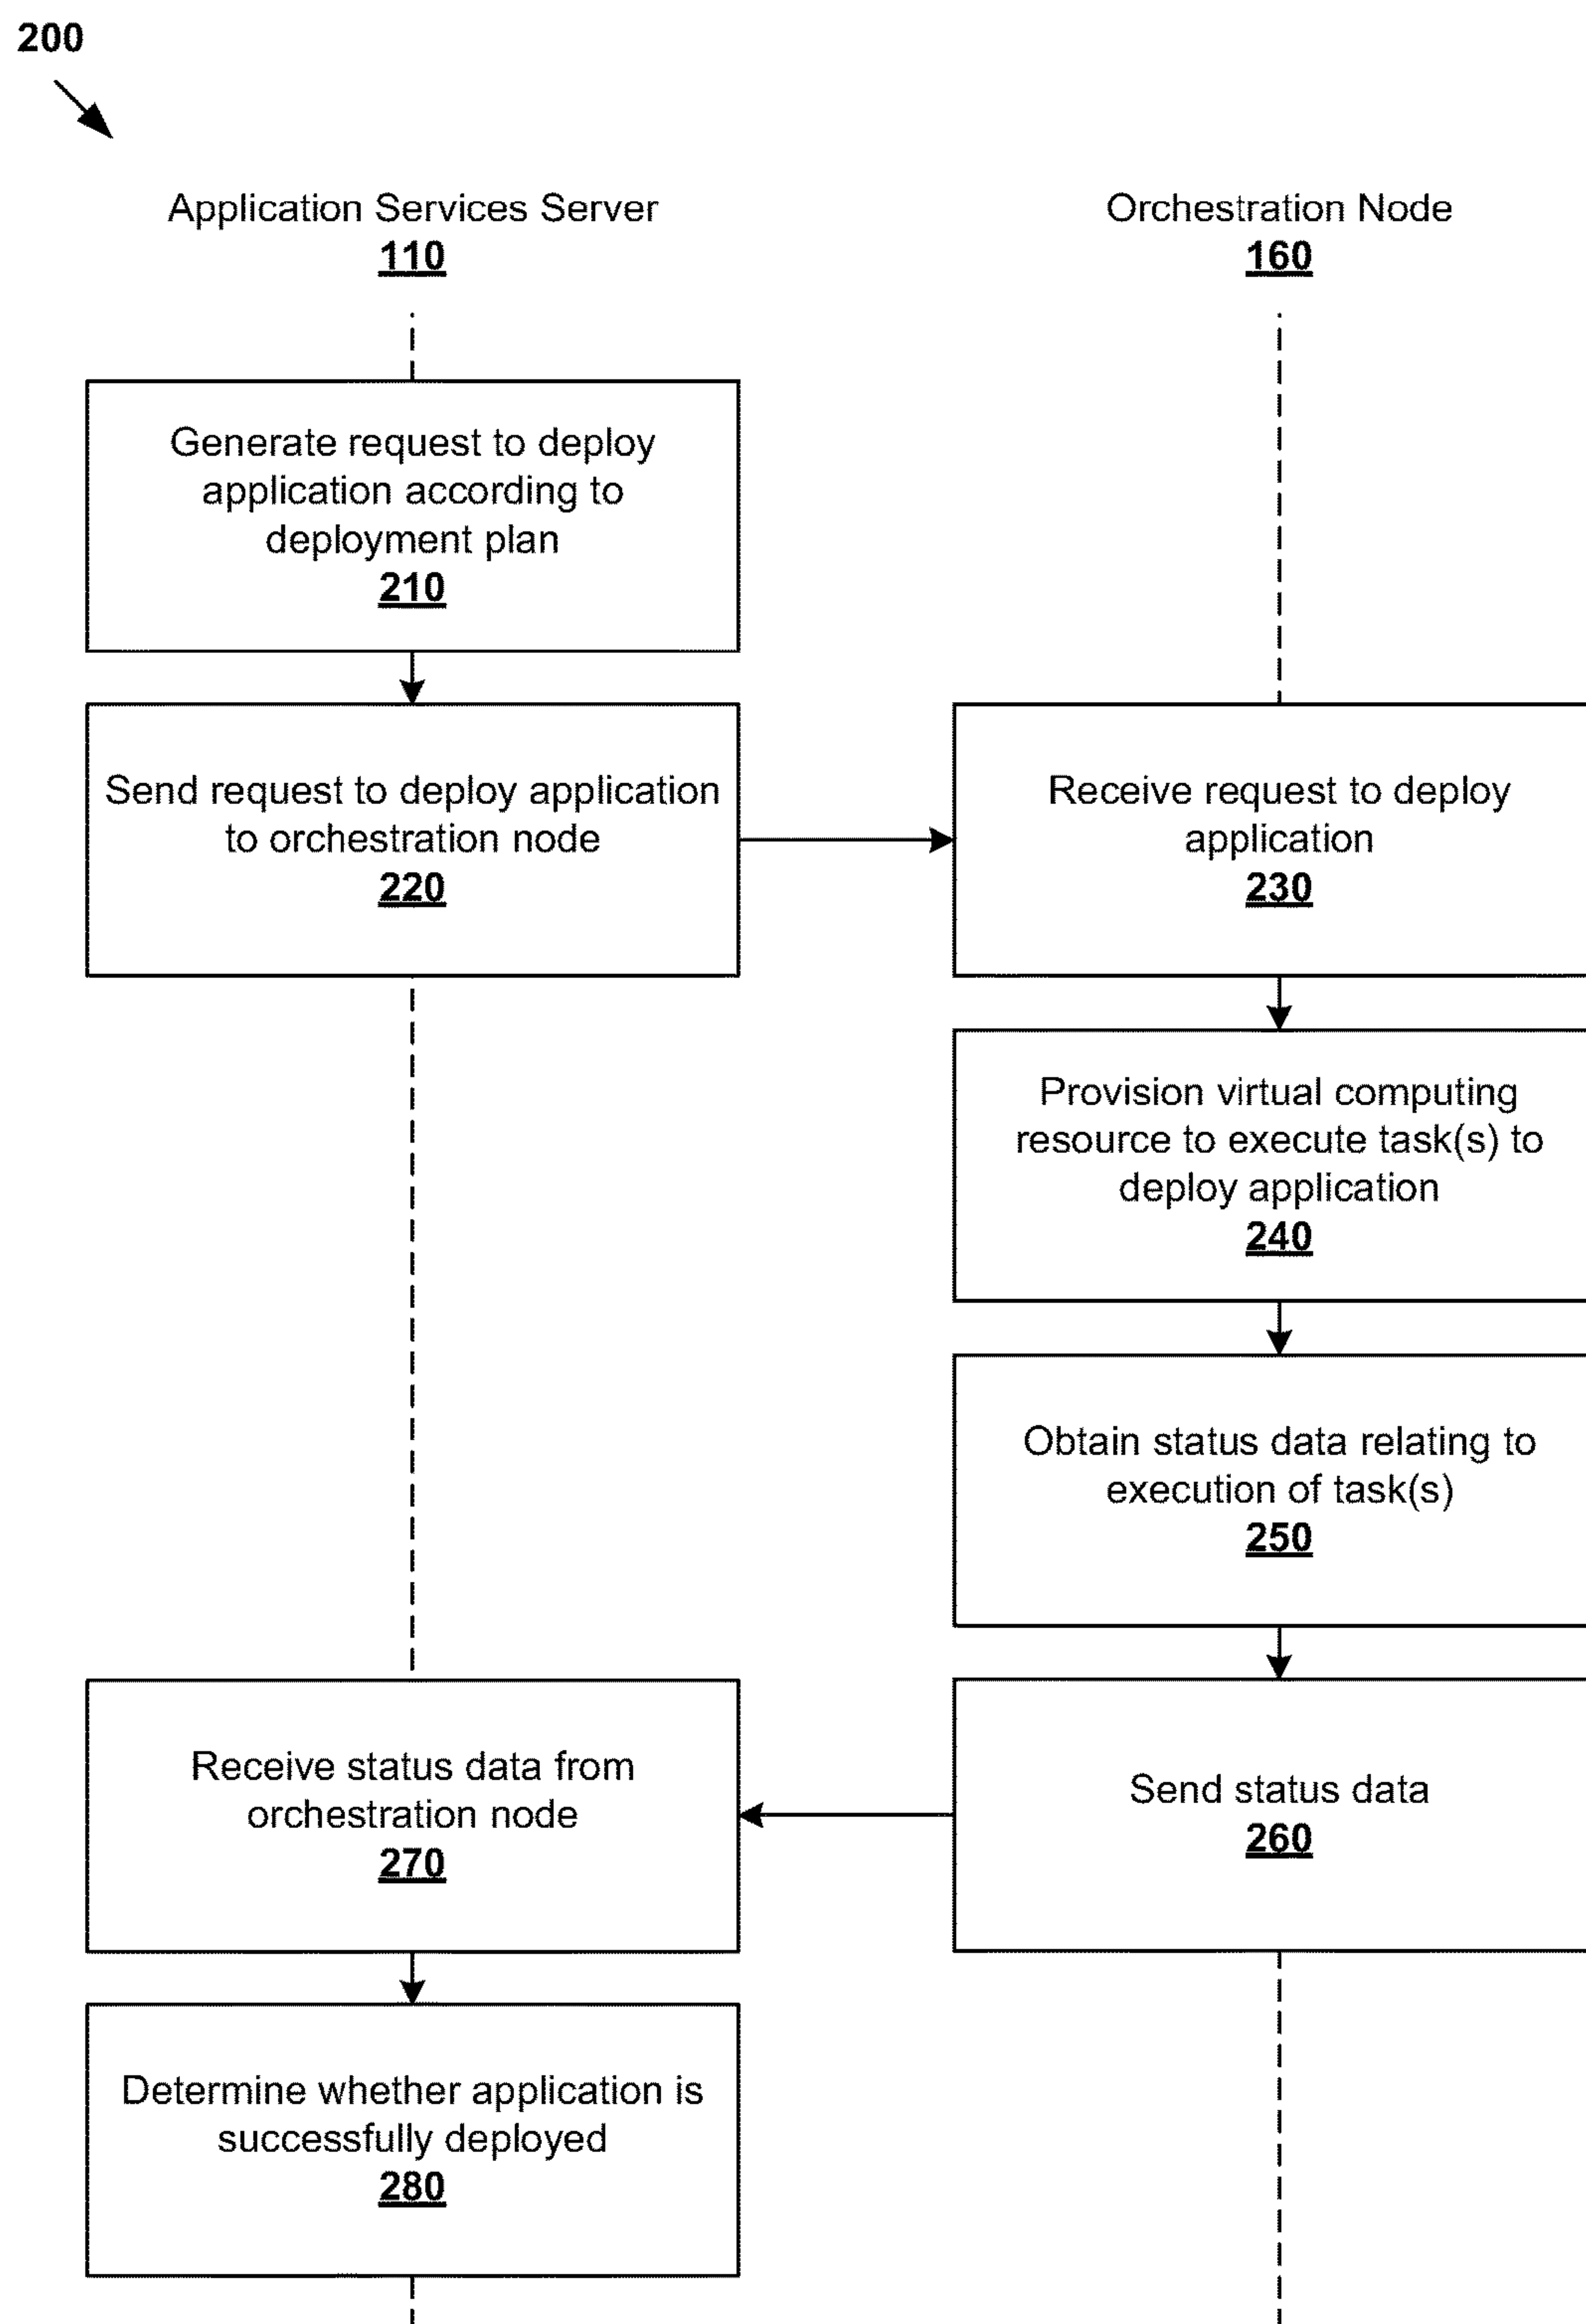 200
Application Services Server
110
Orchestration Node
160
Generate request to deploy
application according to
deployment plan
210
Send request to deploy application
to orchestration node
220
Receive request to deploy
application
230
Provision virtual computing
resource to execute task(s) to
deploy application
240
Obtain status data relating to
execution of task(s)
250
Send status data
260
Receive status data from
orchestration node
270
Determine whether application is
successfully deployed
280